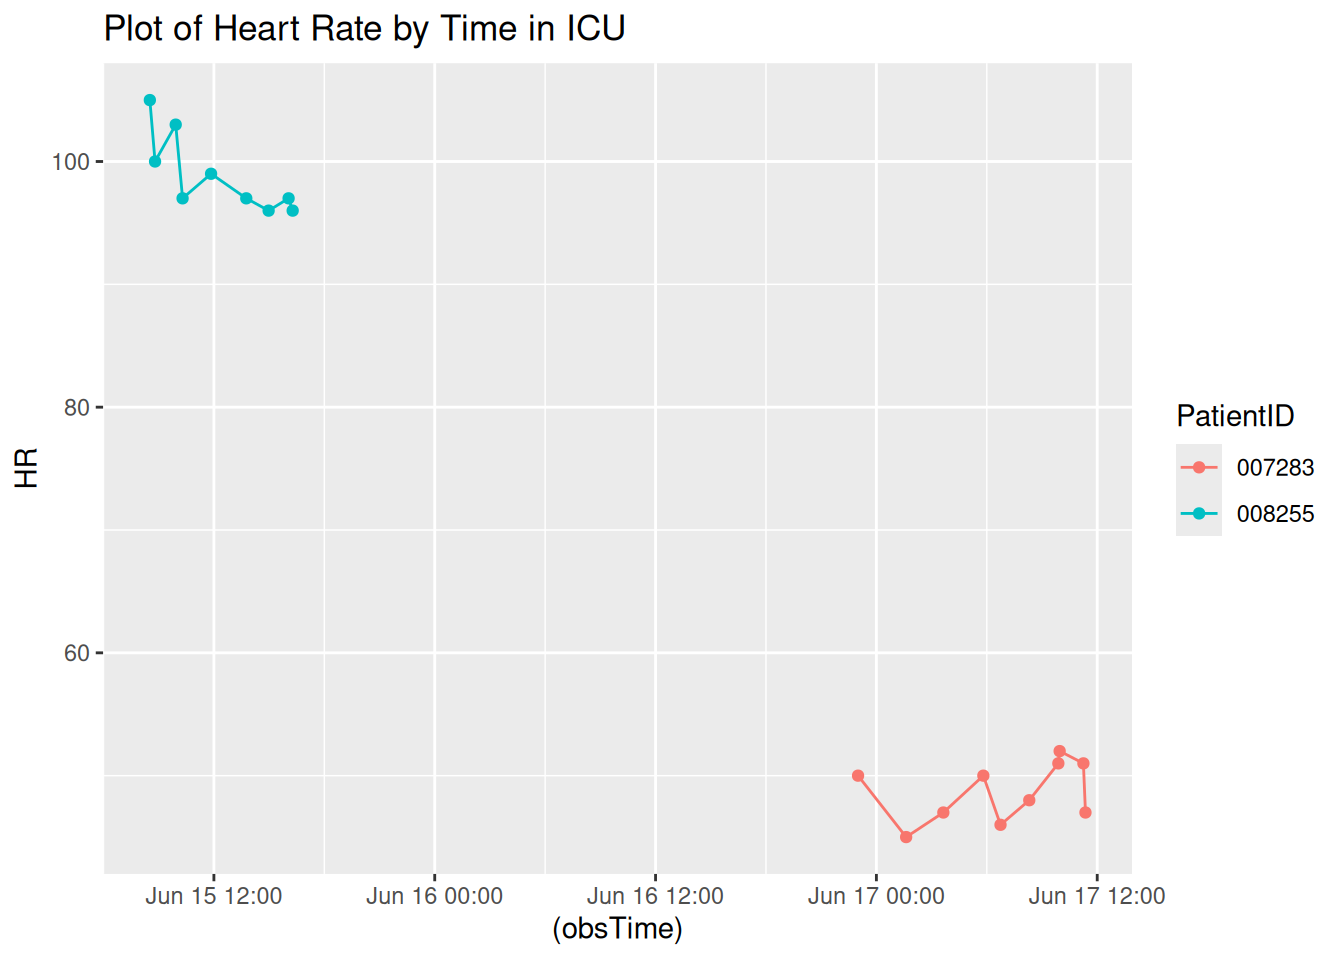 Plot of Heart Rate by Time in ICU
100
80
60
HR
Jun 15 12:00
Jun 16 00:00
Jun 16 12:00
Jun 17 00:00
Jun 17 12:00
(obsTime)
PatientID
007283
008255